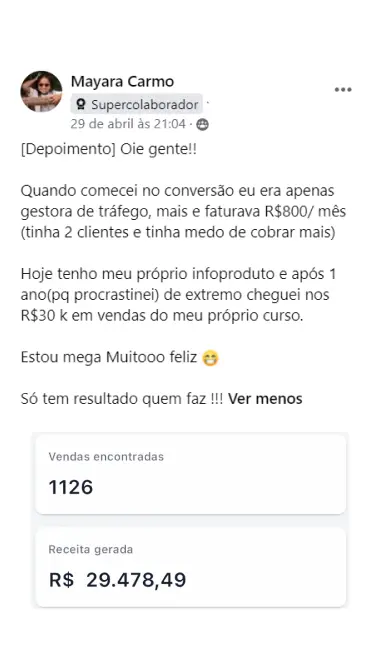 Mayara Carmo
Supercolaborador ·
29 de abril às 21:04 ·
[Depoimento] Oie gente!!
Quando comecei no conversão eu era apenas
gestora de tráfego, mais e faturava R$800/ mês
(tinha 2 clientes e tinha medo de cobrar mais)
Hoje tenho meu próprio infoproduto e após 1
ano(pq procrastinei) de extremo cheguei nos
R$30 k em vendas do meu próprio curso.
Estou mega Muitooo feliz 😁
Só tem resultado quem faz !!! Ver menos
Vendas encontradas
1126
Receita gerada
R$ 29.478,49